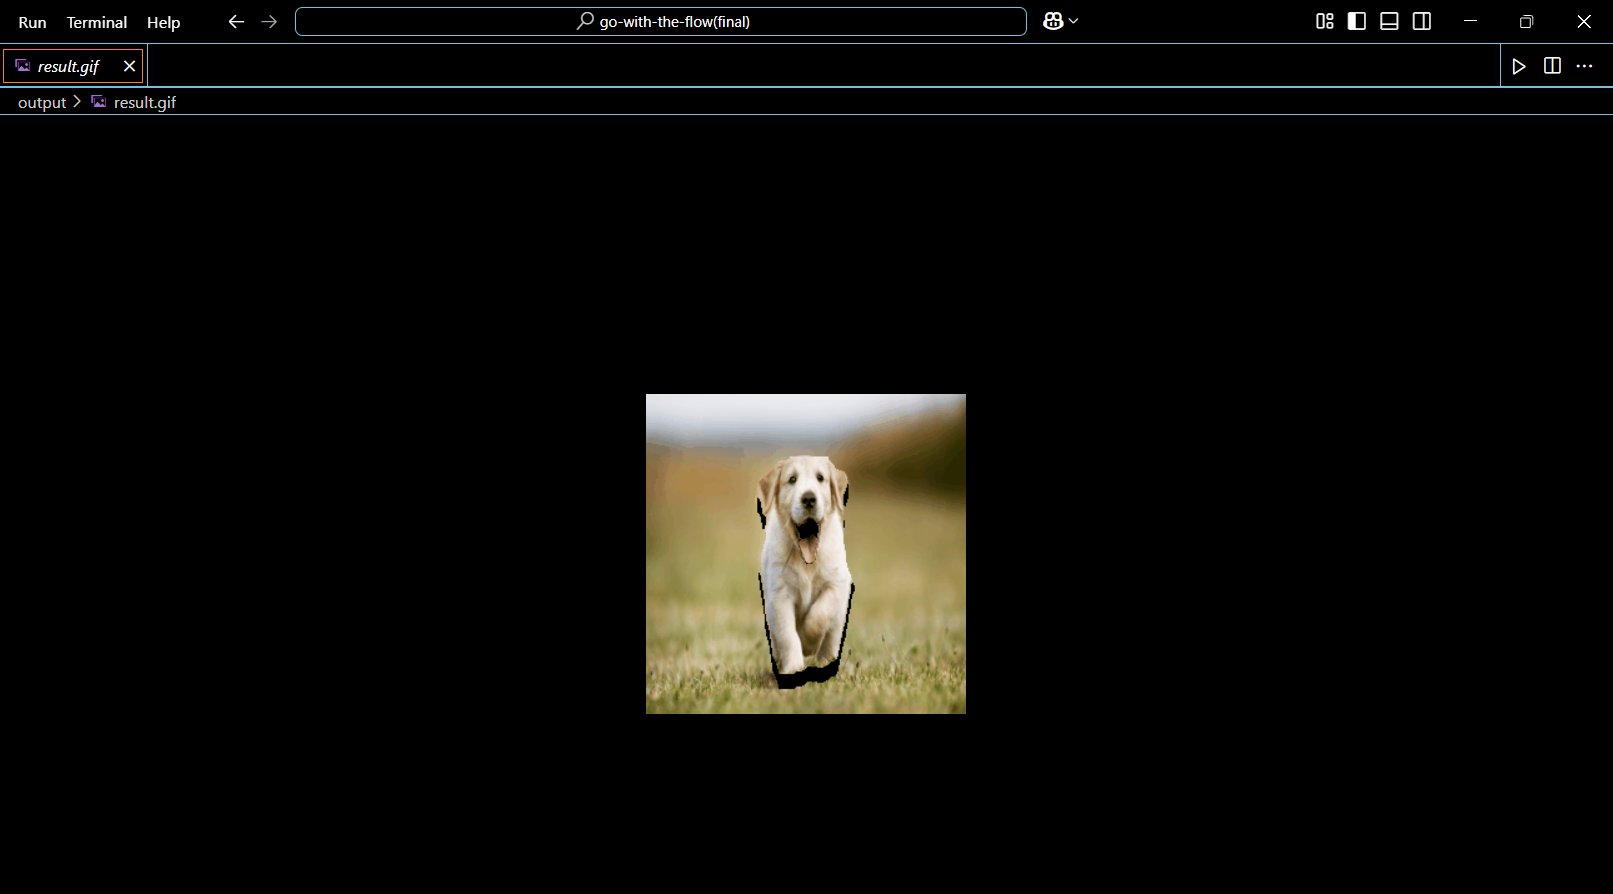 Run Terminal Help go-with-the-flow(final)
result.gif
output > result.gif